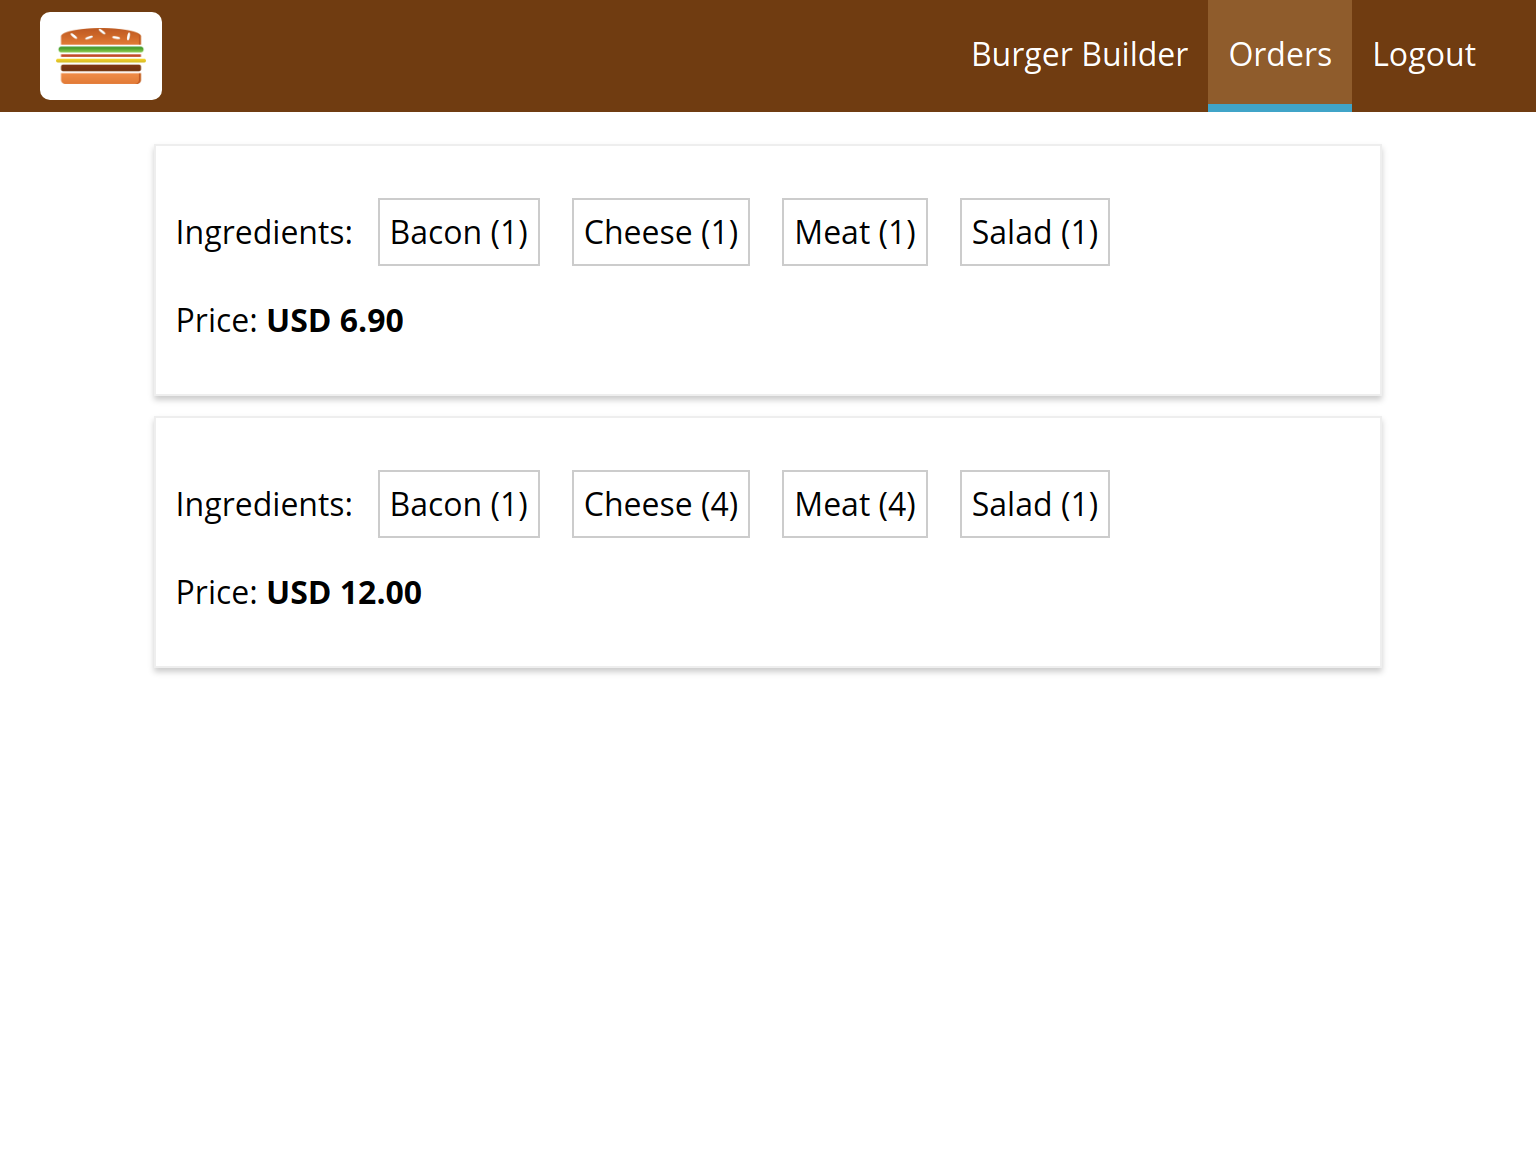 Burger Builder Orders Logout
Ingredients: Bacon (1) Cheese (1) Meat (1) Salad (1)
Price: USD 6.90
Ingredients: Bacon (1) Cheese (4) Meat (4) Salad (1)
Price: USD 12.00